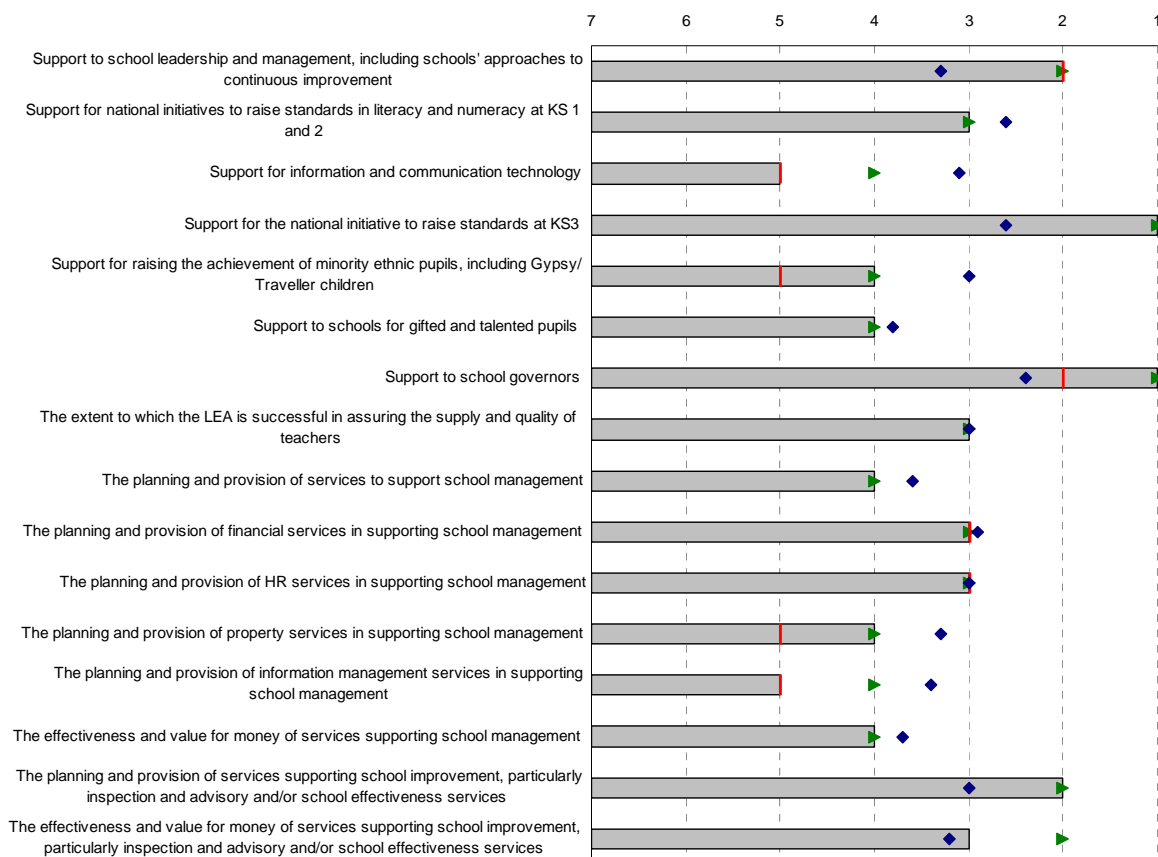 7 6 5 4 3 2 1
Support to school leadership and management, including schools' approaches to
continuous improvement
Support for national initiatives to raise standards in literacy and numeracy at KS 1
and 2
Support for information and communication technology
Support for the national initiative to raise standards at KS3
Support for raising the achievement of minority ethnic pupils, including Gypsy/
Traveller children
Support to schools for gifted and talented pupils
Support to school governors
The extent to which the LEA is successful in assuring the supply and quality of
teachers
The planning and provision of services to support school management
The planning and provision of financial services in supporting school management
The planning and provision of HR services in supporting school management
The planning and provision of property services in supporting school management
The planning and provision of information management services in supporting
school management
The effectiveness and value for money of services supporting school management
The planning and provision of services supporting school improvement, particularly
inspection and advisory and/or school effectiveness services
The effectiveness and value for money of services supporting school improvement,
particularly inspection and advisory and/or school effectiveness services